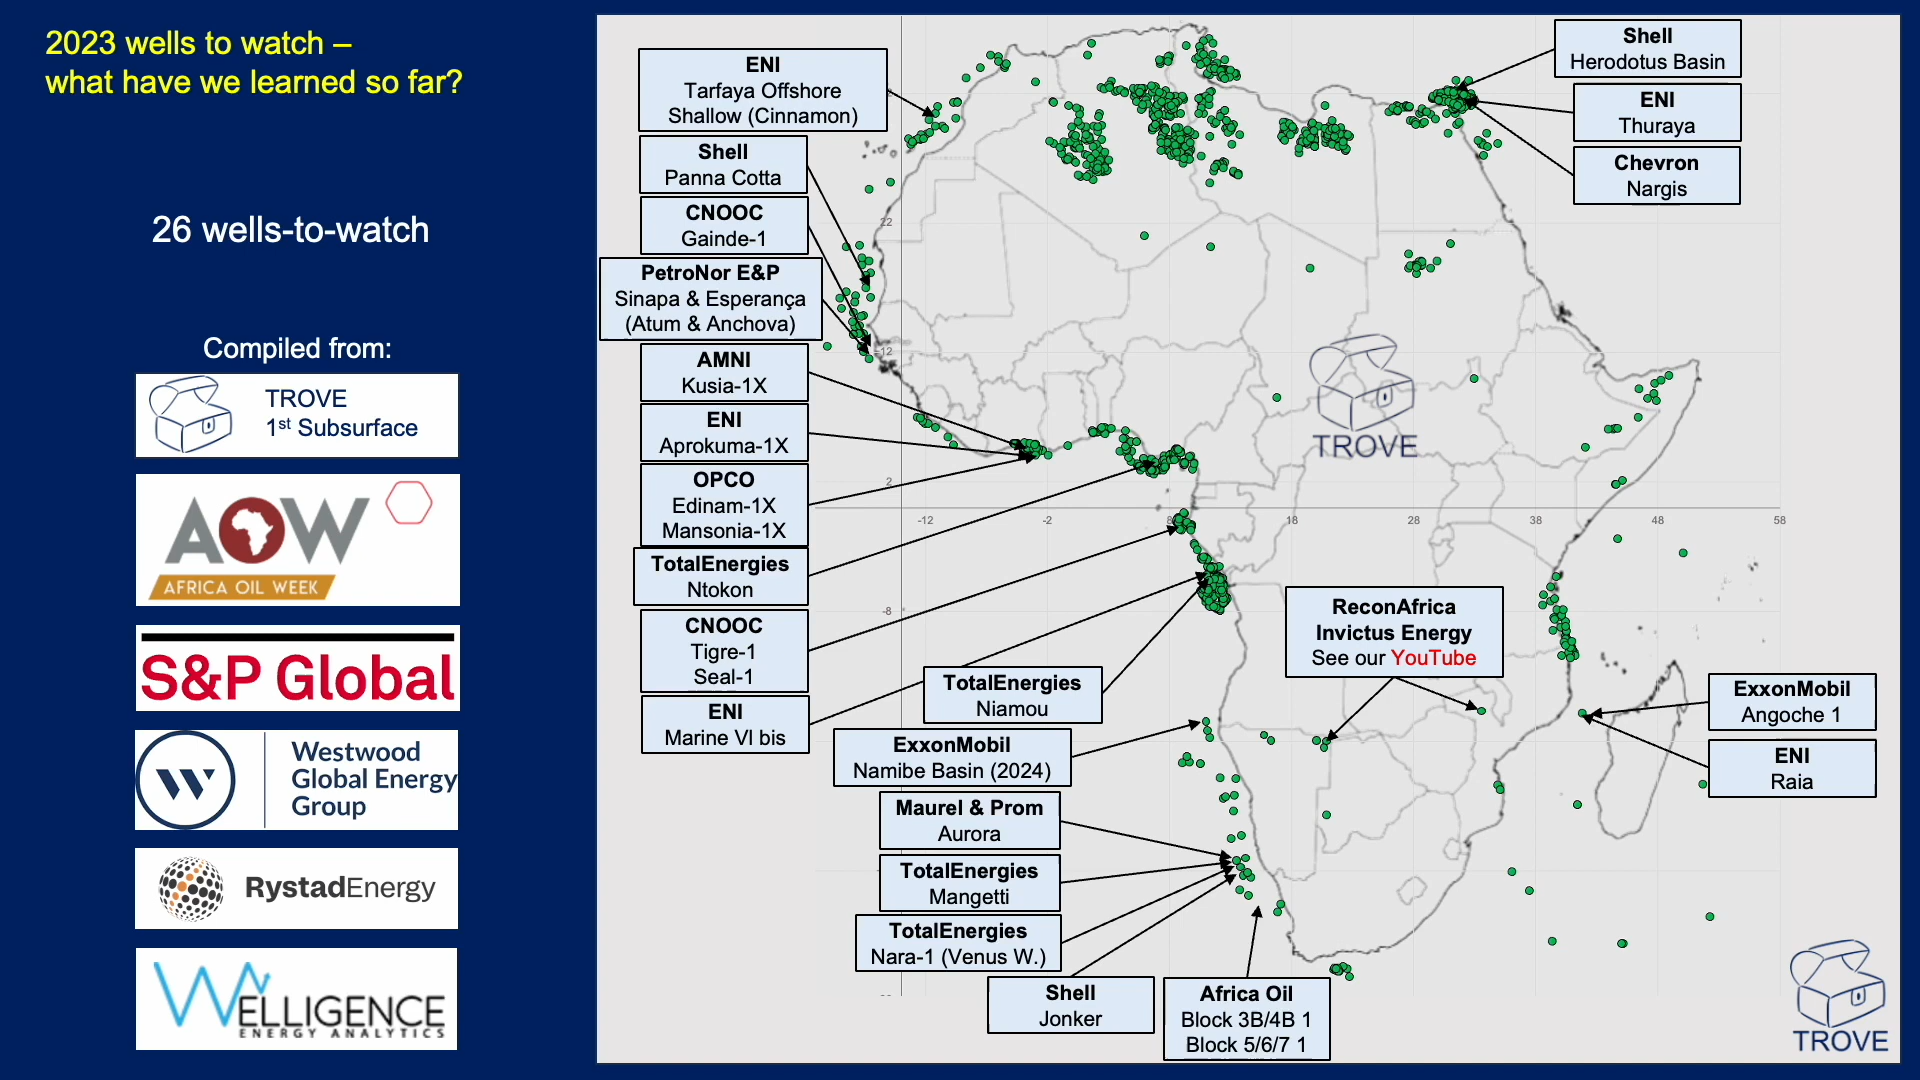 2023 wells to watch –
what have we learned so far?
26 wells-to-watch
Compiled from:
TROVE
1st Subsurface
AOW
AFRICA OIL WEEK
S&P Global
Westwood
Global Energy
Group
RystadEnergy
WELLIGENCE
ENERGY ANALYTICS
ENI
Tarfaya Offshore
Shallow (Cinnamon)
Shell
Panna Cotta
CNOOC
Gainde-1
PetroNor E&P
Sinapa & Esperança
(Atum & Anchova)
AMNI
Kusia-1X
ENI
Aprokuma-1X
OPCO
Edinam-1X
Mansonia-1X
TotalEnergies
Ntokon
CNOOC
Tigre-1
Seal-1
ENI
Marine VI bis
TotalEnergies
Niamou
ExxonMobil
Namibe Basin (2024)
Maurel & Prom
Aurora
TotalEnergies
Mangetti
TotalEnergies
Nara-1 (Venus W.)
Shell
Jonker
Africa Oil
Block 3B/4B 1
Block 5/6/7 1
ReconAfrica
Invictus Energy
See our YouTube
Shell
Herodotus Basin
ENI
Thuraya
Chevron
Nargis
ExxonMobil
Angoche 1
ENI
Raia
TROVE
22
12
2
-8
-12
-2
8
18
28
38
48
58
TROVE